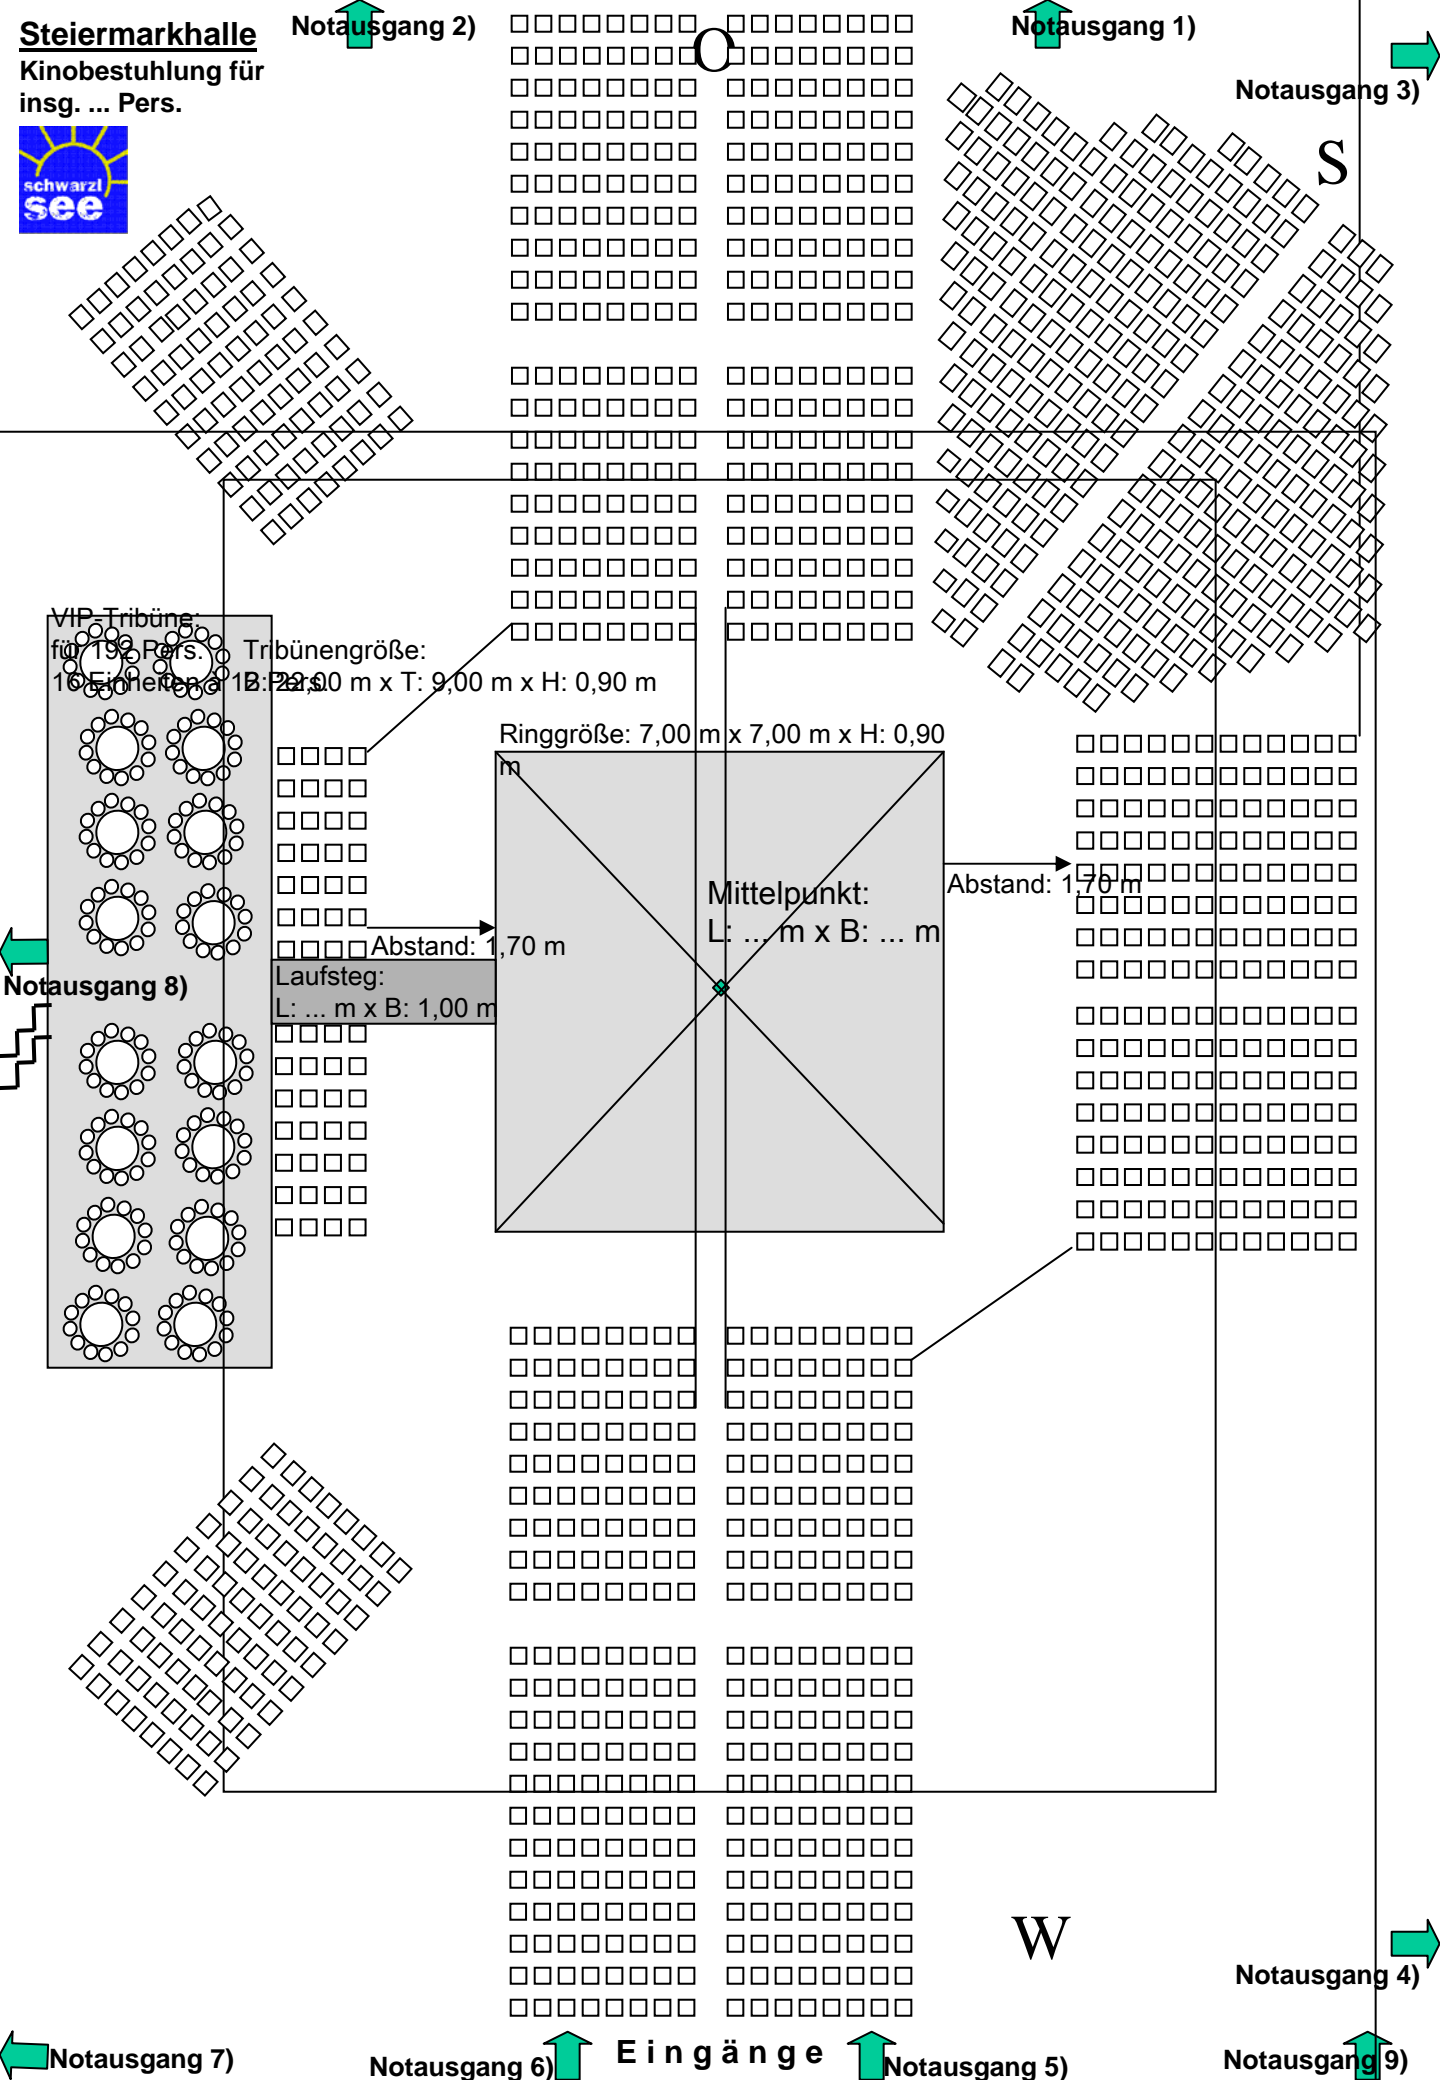 Steiermarkhalle
Kinobestuhlung für
insg. ... Pers.
schwarzl
see
Notausgang 2)
O
Notausgang 1)
Notausgang 3)
S
VIP-Tribüne:
für 192 Pers.
16 Einheiten à 12 Pers.
Tribünengröße:
B: 22,00 m x T: 9,00 m x H: 0,90 m
Ringgröße: 7,00 m x 7,00 m x H: 0,90
m
Mittelpunkt:
L: ... m x B: ... m
Abstand: 1,70 m
Abstand: 1,70 m
Laufsteg:
L: ... m x B: 1,00 m
Notausgang 8)
W
Notausgang 4)
Notausgang 7)
Notausgang 6)
Eingänge
Notausgang 5)
Notausgang 9)